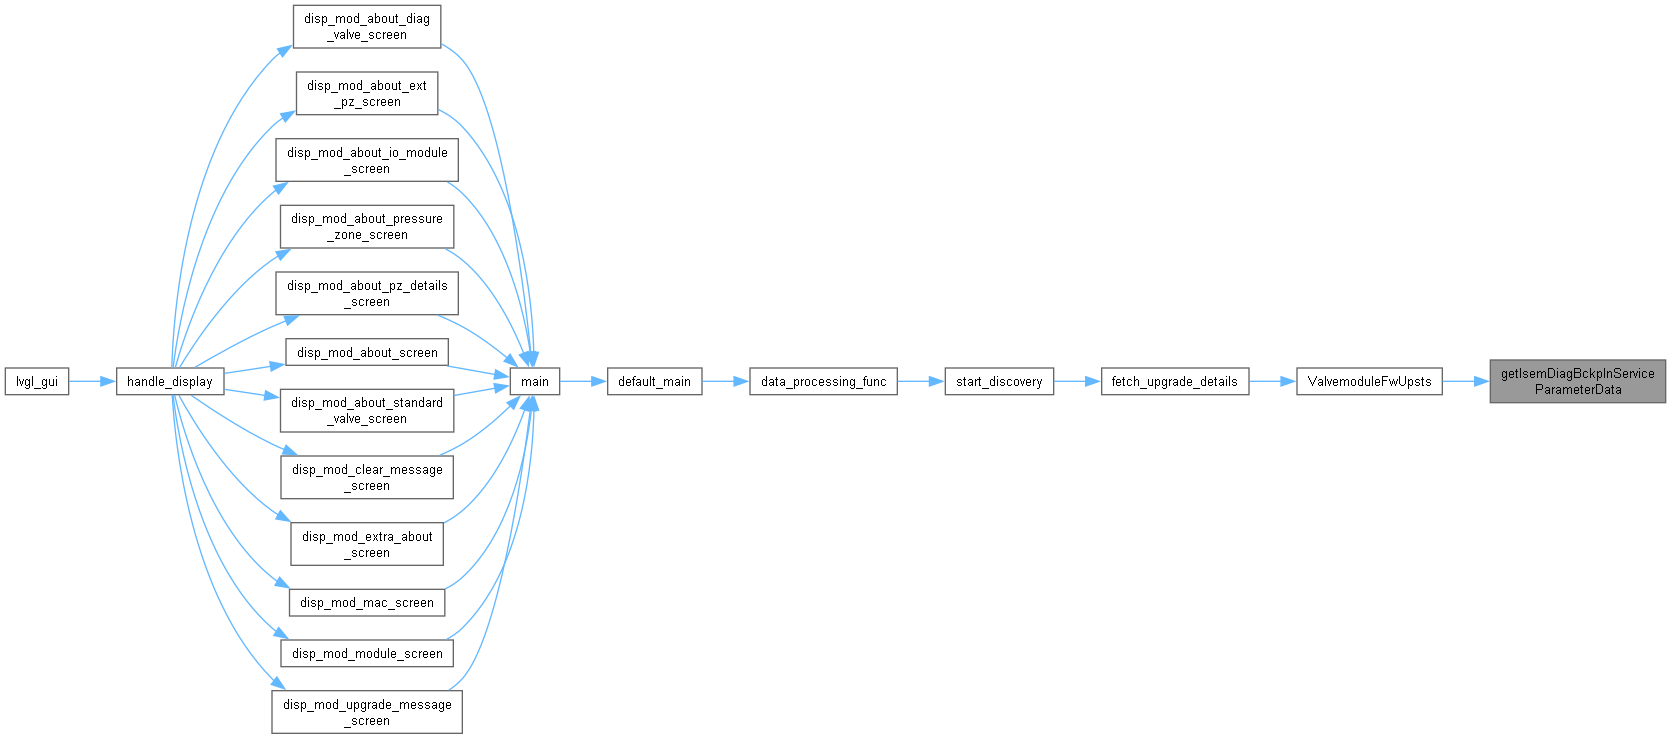 disp_mod_about_diag
_valve_screen
disp_mod_about_ext
_pz_screen
disp_mod_about_io_module
_screen
disp_mod_about_pressure
_zone_screen
disp_mod_about_pz_details
_screen
disp_mod_about_screen
lvgl_gui
handle_display
disp_mod_about_standard
_valve_screen
disp_mod_clear_message
_screen
disp_mod_extra_about
_screen
disp_mod_mac_screen
disp_mod_module_screen
disp_mod_upgrade_message
_screen
main
default_main
data_processing_func
start_discovery
fetch_upgrade_details
ValvemoduleFwUpsts
getIsemDiagBckpInService
ParameterData